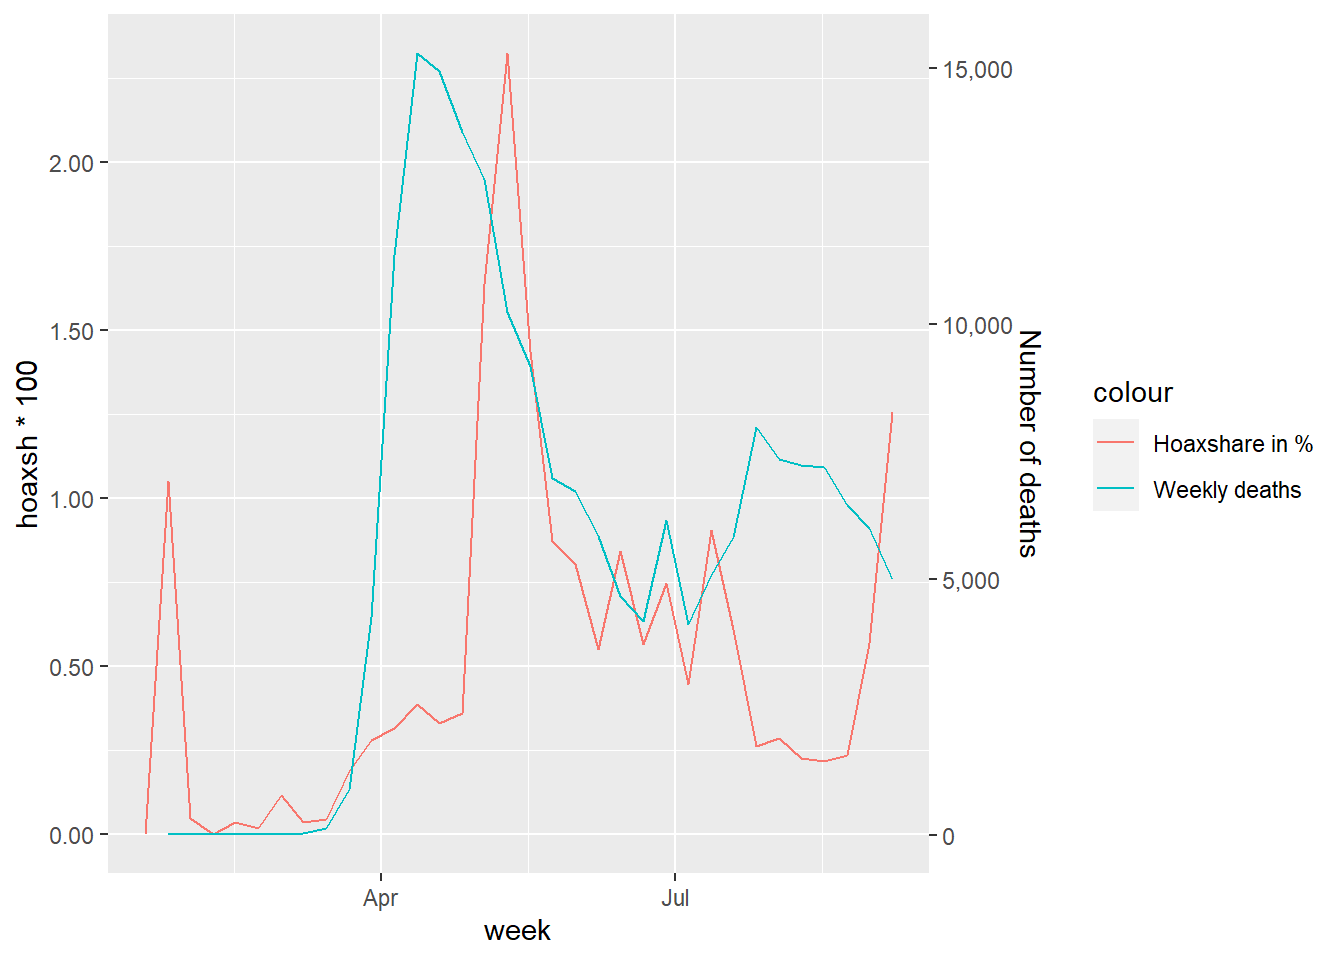 hoaxsh * 100
2.00
1.50
1.00
0.50
0.00
Apr
Jul
week
15,000
10,000
5,000
0
Number of deaths
colour
Hoaxshare in %
Weekly deaths